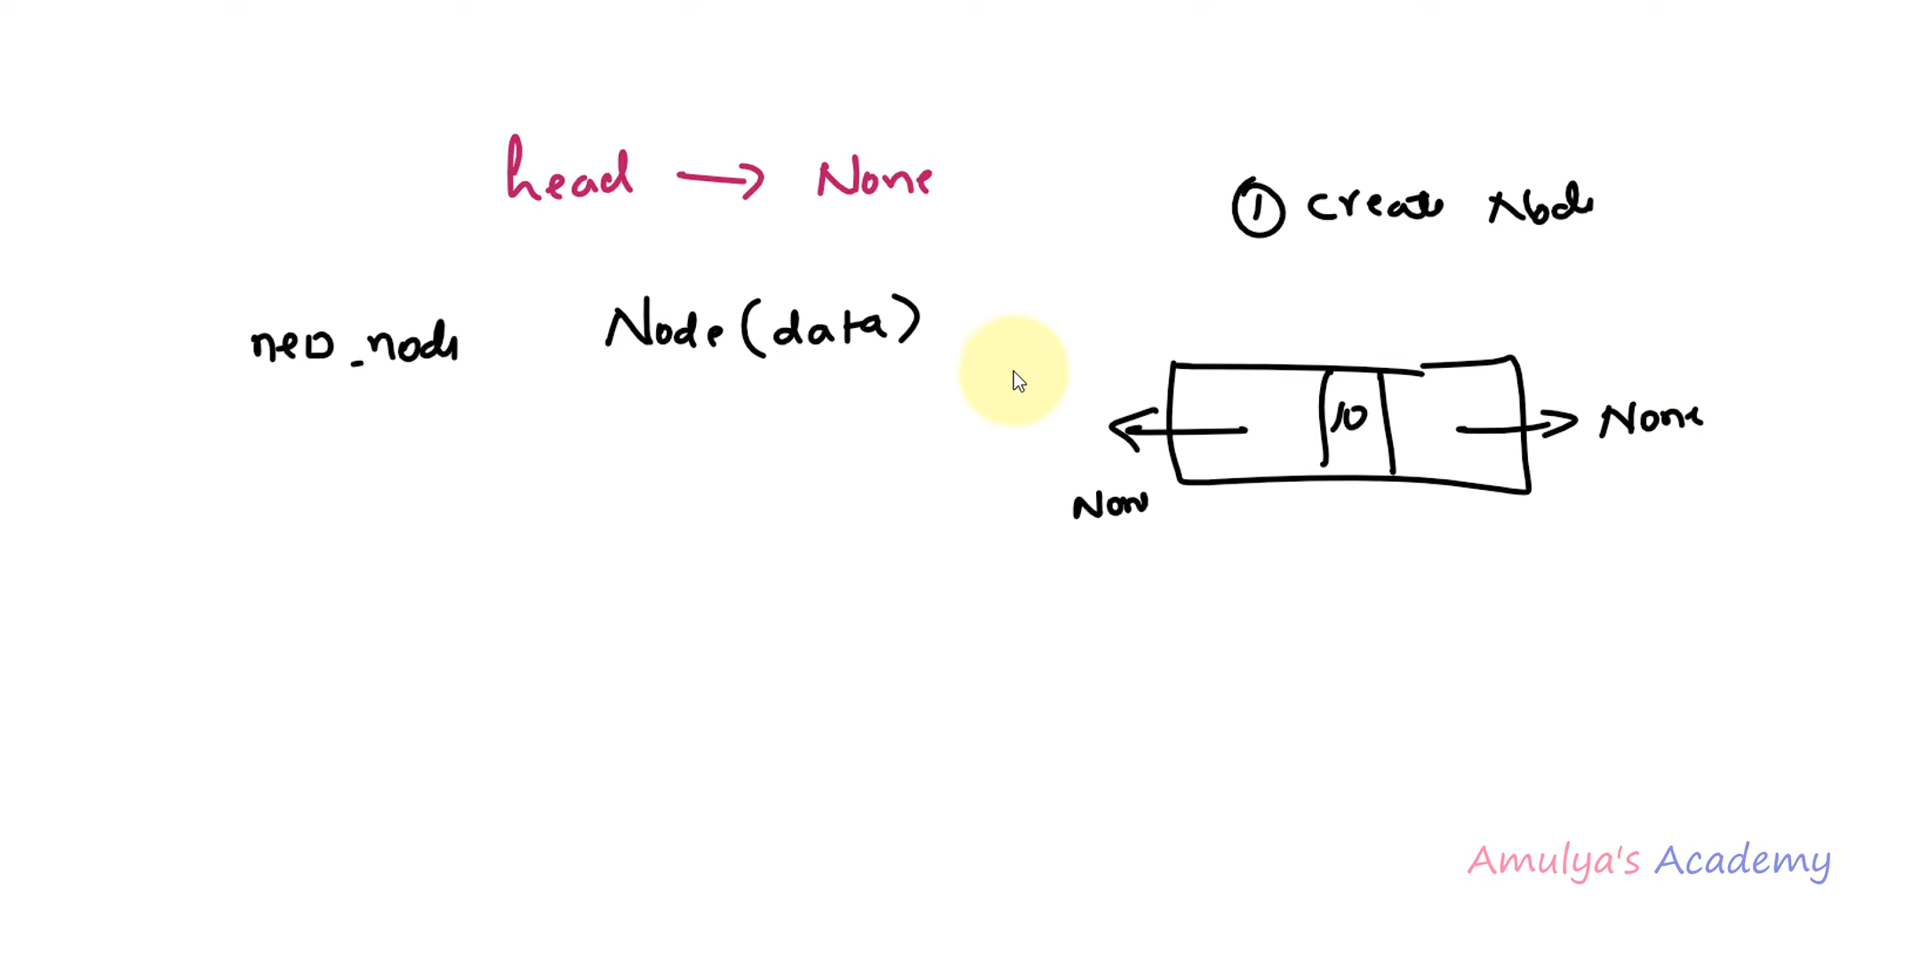 head → None
① create Node
new_node Node(data)
10
None
None
Amulya's Academy